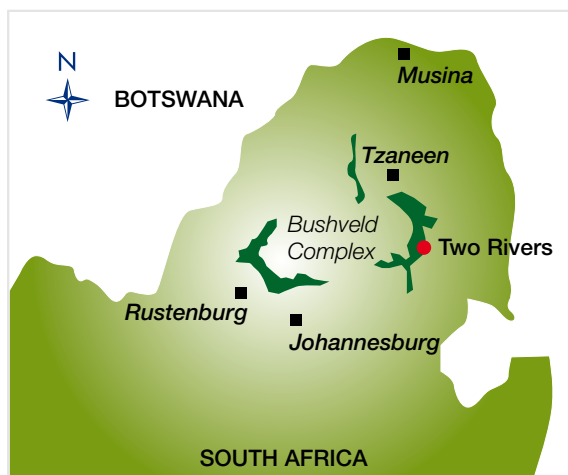 N
BOTSWANA
Musina
Tzaneen
Bushveld
Complex
Two Rivers
Rustenburg
Johannesburg
SOUTH AFRICA